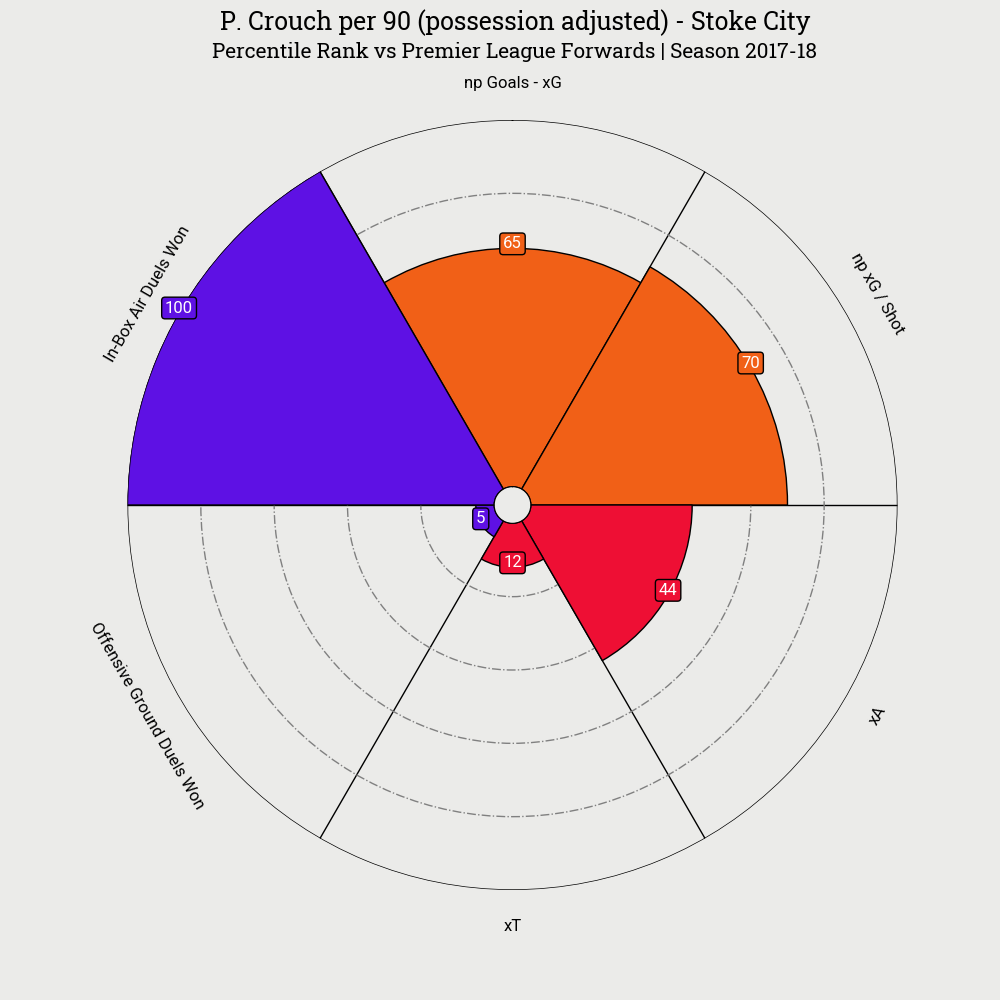 P. Crouch per 90 (possession adjusted) - Stoke City
Percentile Rank vs Premier League Forwards | Season 2017-18
np Goals - xG
65
np xG / Shot
70
In-Box Air Duels Won
100
Offensive Ground Duels Won
5
12
xT
44
xA